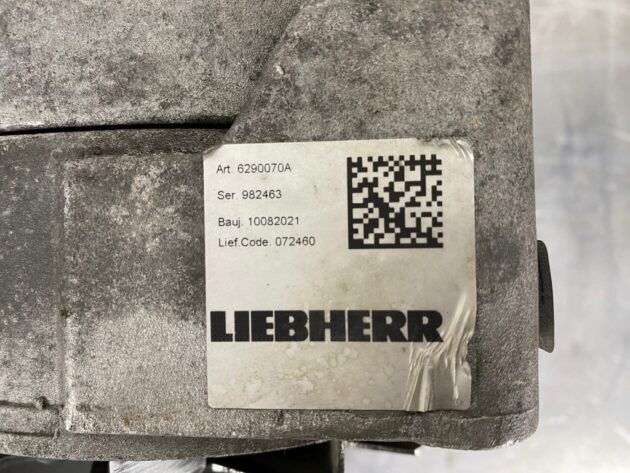 Art. 6290070A
Ser. 982463
Bauj. 10082021
Lief.Code. 072460
LIEBHERR